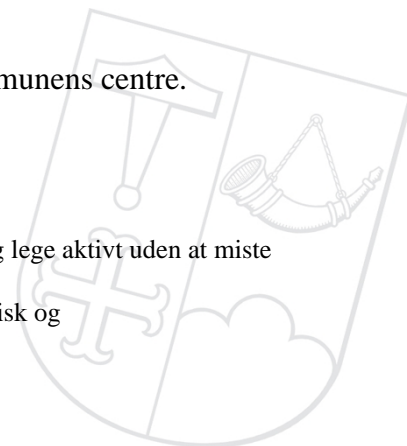 munens centre.
g lege aktivt uden at miste
isk og